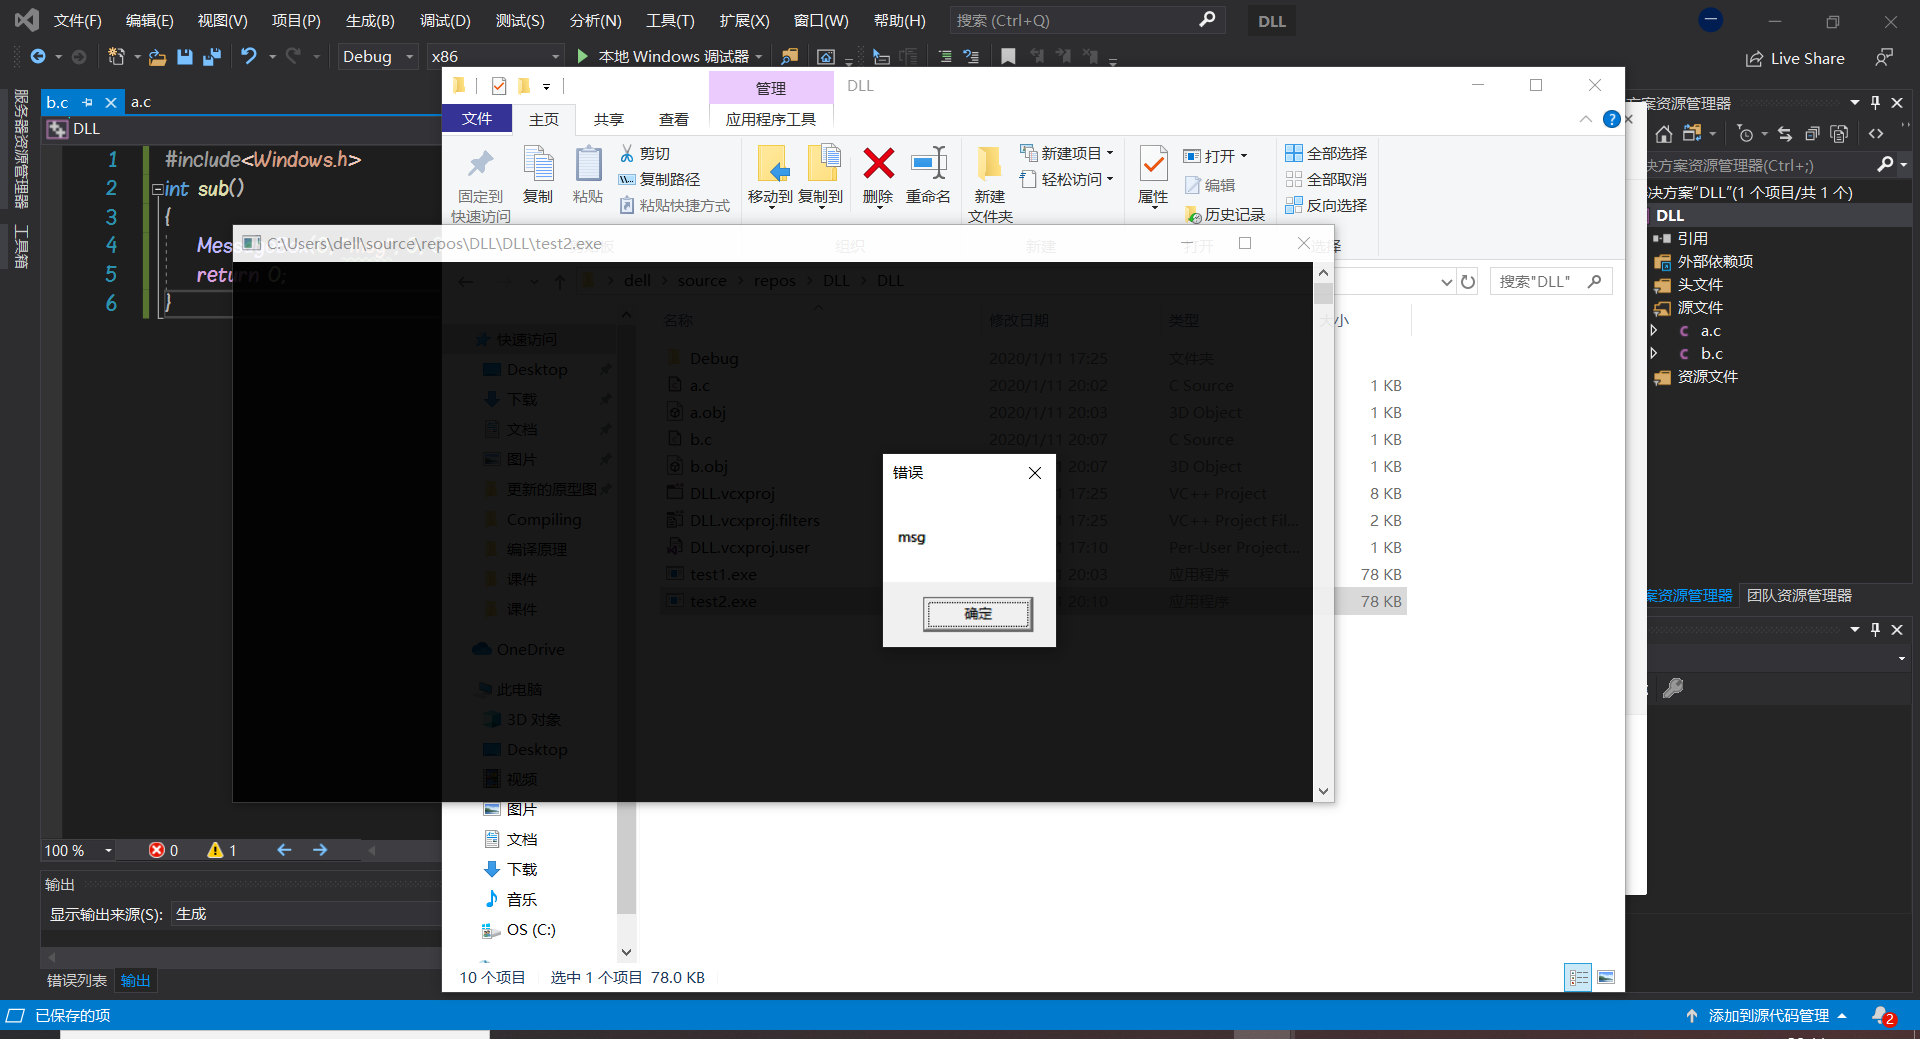 文件(F) 编辑(E) 视图(V) 项目(P) 生成(B) 调试(D) 测试(S) 分析(N) 工具(T) 扩展(X) 窗口(W) 帮助(H) 搜索 (Ctrl+Q) DLL
Debug x86 本地 Windows 调试器 Live Share
服务器资源管理器
工具箱
b.c a.c
DLL
1 #include<Windows.h>
2 int sub()
3 {
4
5 return 0;
6 }
管理 DLL
文件 主页 共享 查看 应用程序工具
固定到
快速访问
复制
粘贴
剪切
复制路径
粘贴快捷方式
移动到 复制到 删除 重命名
新建
文件夹
新建项目
轻松访问
属性
打开
编辑
历史记录
全部选择
全部取消
反向选择
组织 新建 打开 选择
C:\Users\dell\source\repos\DLL\DLL\test2.exe
dell source repos DLL DLL
搜索"DLL"
名称 修改日期 类型 大小
Debug 2020/1/11 17:25 文件夹
a.c 2020/1/11 20:02 C Source 1 KB
a.obj 2020/1/11 20:03 3D Object 1 KB
b.c 2020/1/11 20:07 C Source 1 KB
b.obj 20:07 3D Object 1 KB
DLL.vcxproj 17:25 VC++ Project 8 KB
DLL.vcxproj.filters 17:25 VC++ Project Fil... 2 KB
DLL.vcxproj.user 17:10 Per-User Project... 1 KB
test1.exe 20:03 应用程序 78 KB
test2.exe 20:10 应用程序 78 KB
快速访问
Desktop
下载
文档
图片
更新的原型图
Compiling
编译原理
课件
课件
OneDrive
此电脑
3D 对象
Desktop
视频
图片
文档
下载
音乐
OS (C:)
10 个项目 选中 1 个项目 78.0 KB
错误
msg
确定
案资源管理器
决方案资源管理器(Ctrl+;)
决方案"DLL"(1 个项目/共 1 个)
DLL
引用
外部依赖项
头文件
源文件
a.c
b.c
资源文件
案资源管理器 团队资源管理器
100 % 0 1
输出
显示输出来源(S): 生成
错误列表 输出
已保存的项 添加到源代码管理 2